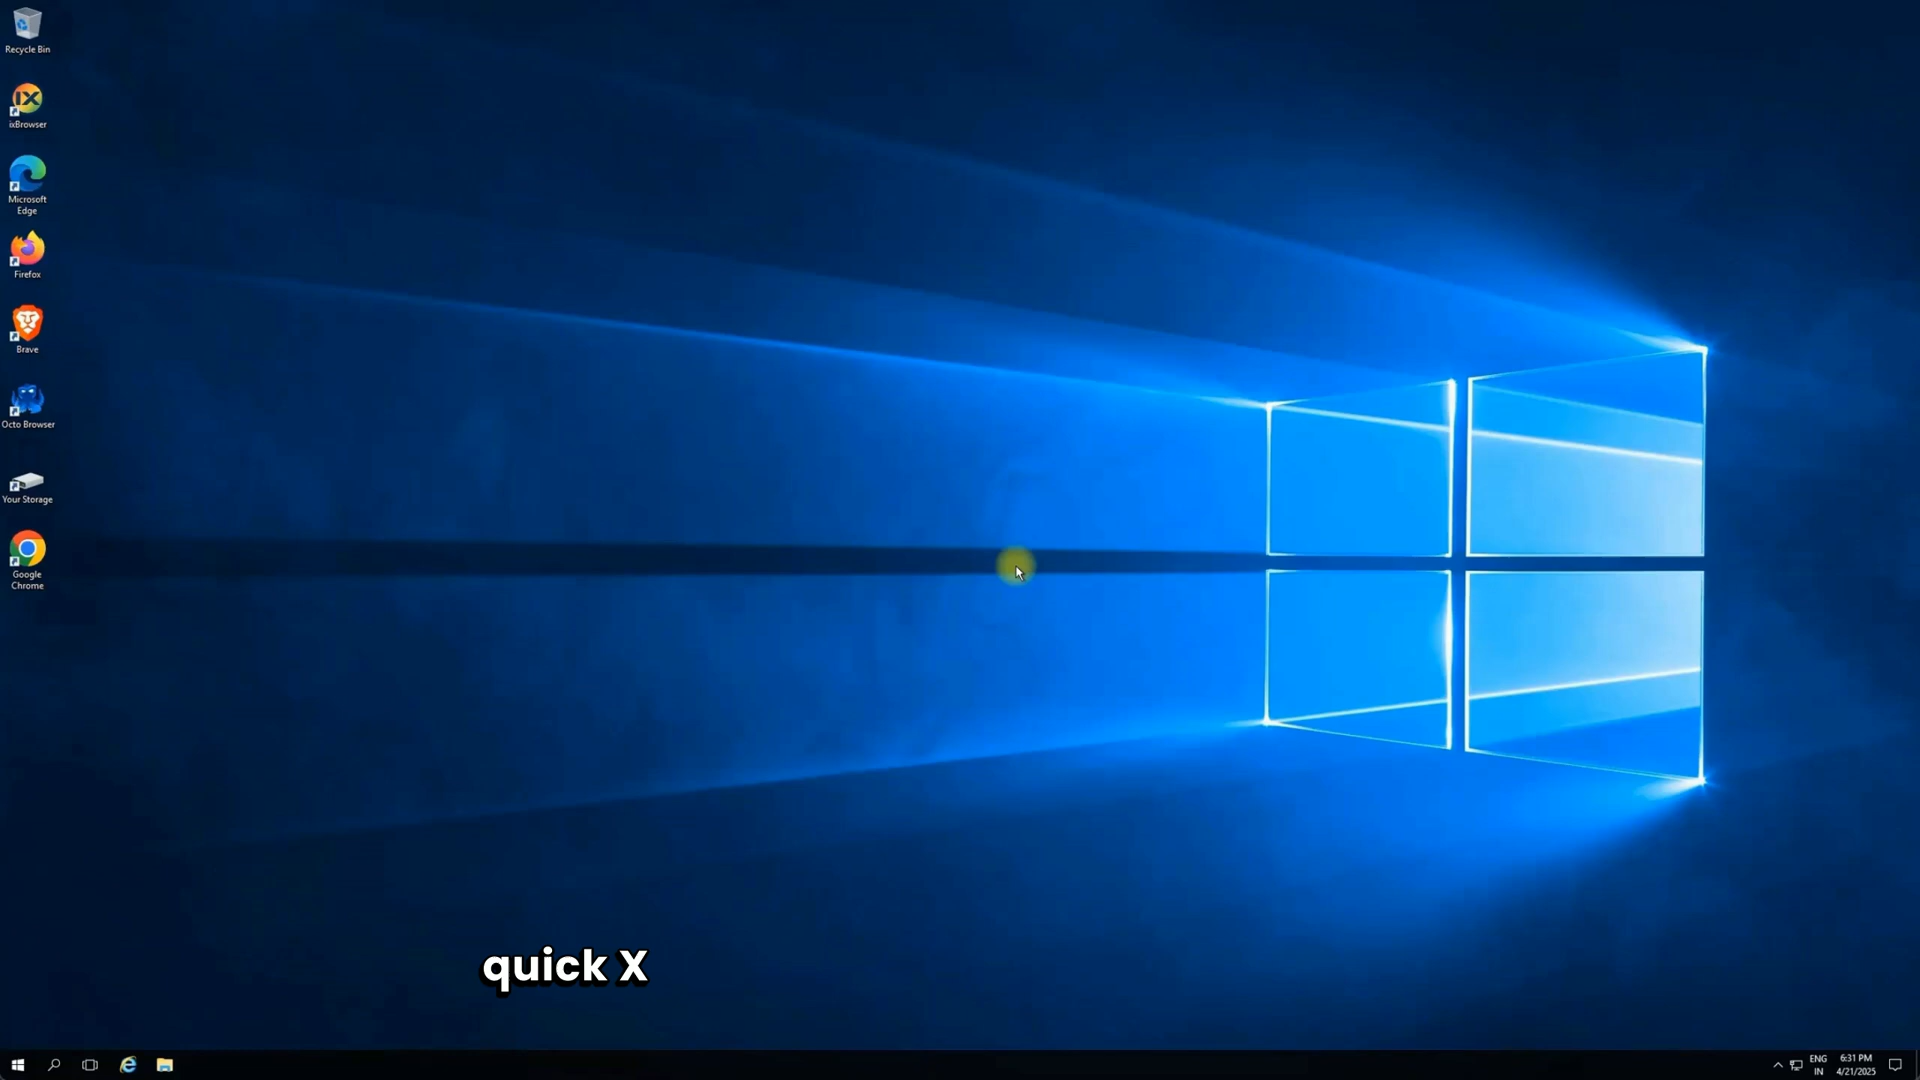 Recycle Bin
ixBrowser
Microsoft
Edge
Firefox
Brave
Octo Browser
Your Storage
Google
Chrome
quick X
ENG
IN
6:31 PM
4/21/2025